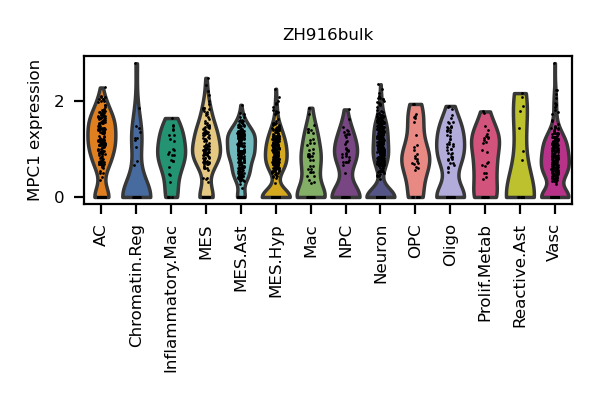 ZH916bulk
MPC1 expression
2
0
AC
Chromatin.Reg
Inflammatory.Mac
MES
MES.Ast
MES.Hyp
Mac
NPC
Neuron
OPC
Oligo
Prolif.Metab
Reactive.Ast
Vasc